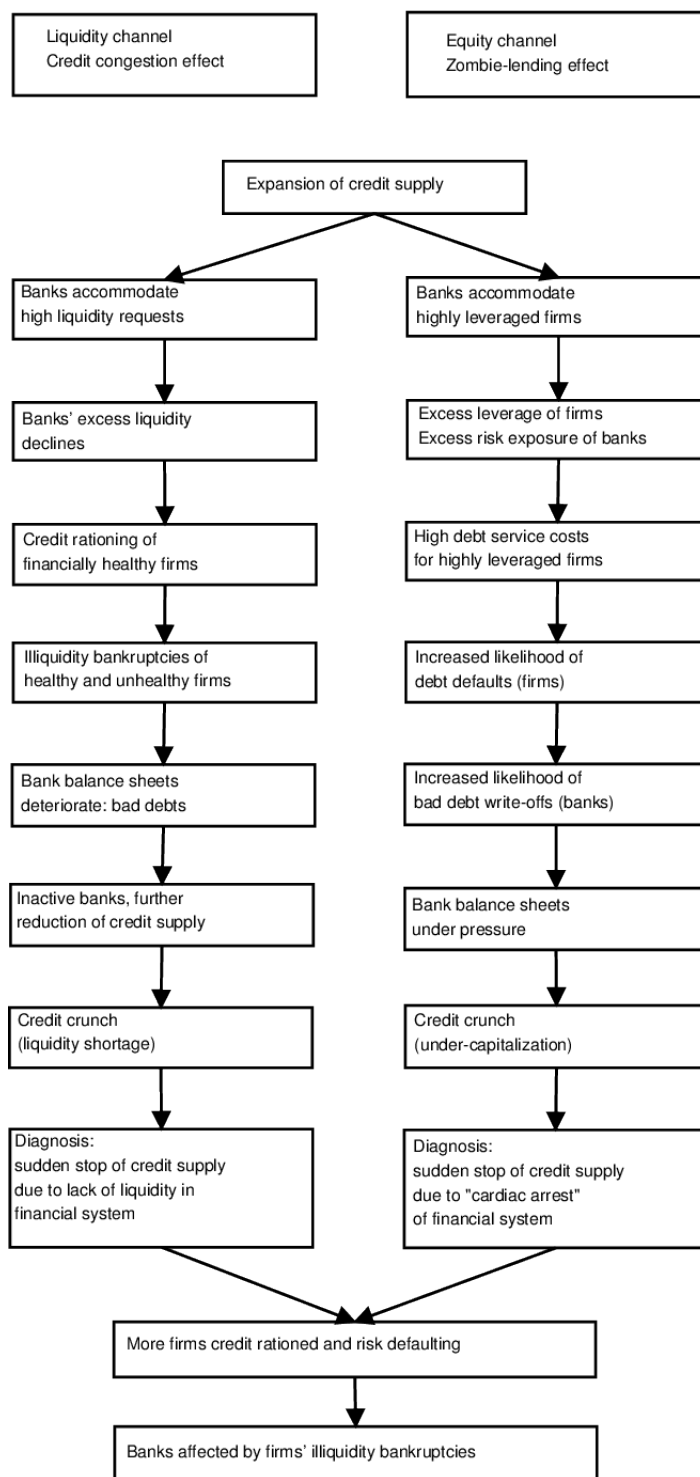 Liquidity channel
Credit congestion effect
Equity channel
Zombie-lending effect
Expansion of credit supply
Banks accommodate
high liquidity requests
Banks accommodate
highly leveraged firms
Banks' excess liquidity
declines
Excess leverage of firms
Excess risk exposure of banks
Credit rationing of
financially healthy firms
High debt service costs
for highly leveraged firms
Illiquidity bankruptcies of
healthy and unhealthy firms
Increased likelihood of
debt defaults (firms)
Bank balance sheets
deteriorate: bad debts
Increased likelihood of
bad debt write-offs (banks)
Inactive banks, further
reduction of credit supply
Bank balance sheets
under pressure
Credit crunch
(liquidity shortage)
Credit crunch
(under-capitalization)
Diagnosis:
sudden stop of credit supply
due to lack of liquidity in
financial system
Diagnosis:
sudden stop of credit supply
due to "cardiac arrest"
of financial system
More firms credit rationed and risk defaulting
Banks affected by firms' illiquidity bankruptcies